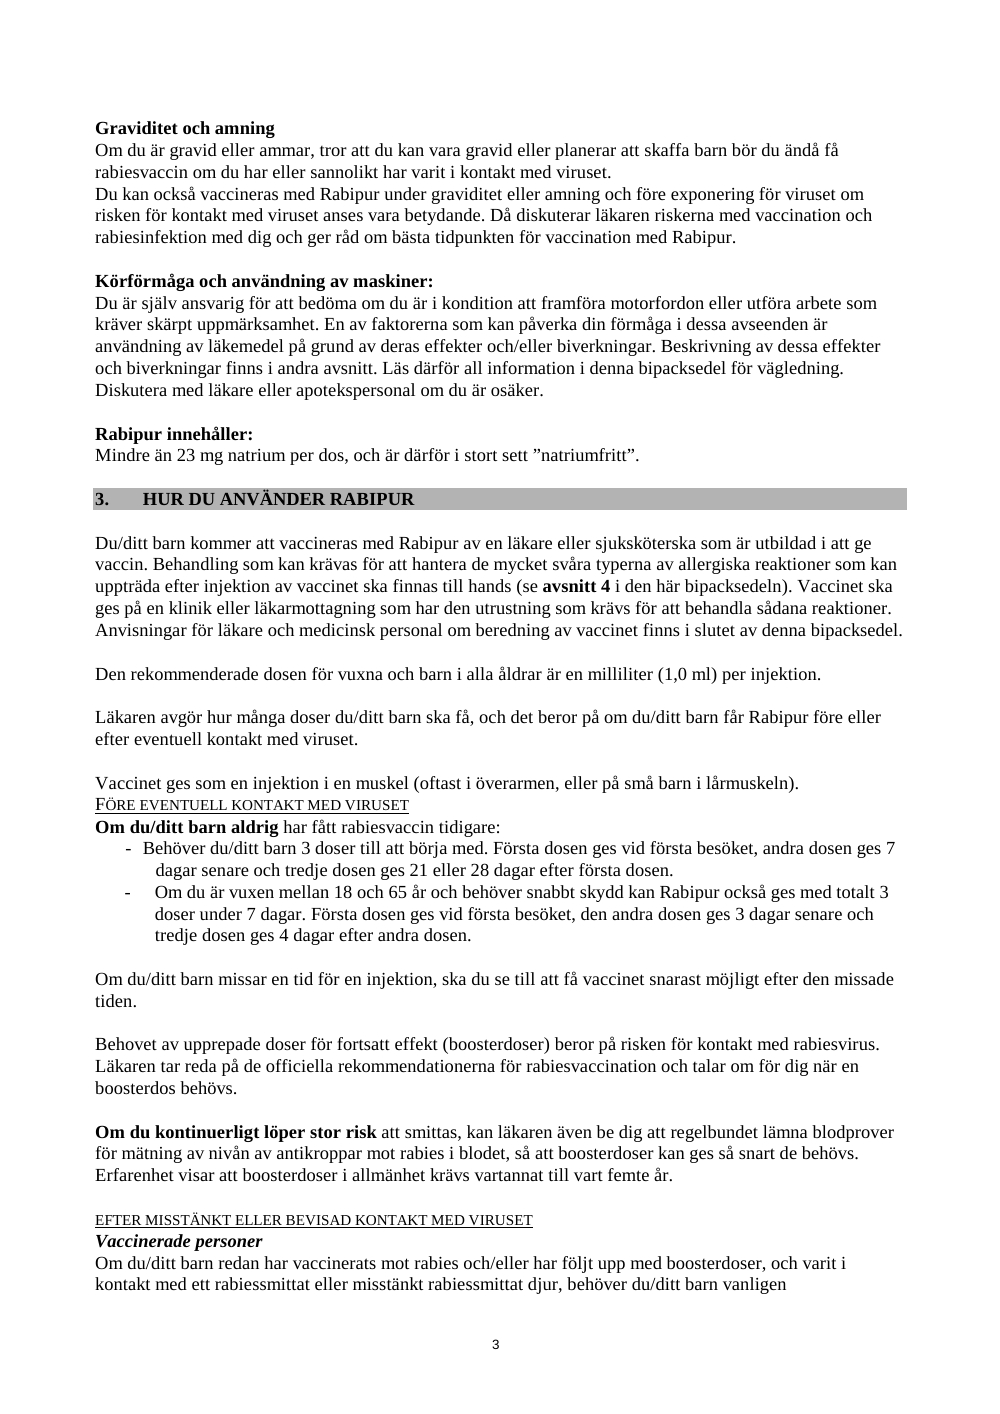 Graviditet och amning
Om du är gravid eller ammar, tror att du kan vara gravid eller planerar att skaffa barn bör du ändå få
rabiesvaccin om du har eller sannolikt har varit i kontakt med viruset.
Du kan också vaccineras med Rabipur under graviditet eller amning och före exponering för viruset om
risken för kontakt med viruset anses vara betydande. Då diskuterar läkaren riskerna med vaccination och
rabiesinfektion med dig och ger råd om bästa tidpunkten för vaccination med Rabipur.
Körförmåga och användning av maskiner:
Du är själv ansvarig för att bedöma om du är i kondition att framföra motorfordon eller utföra arbete som
kräver skärpt uppmärksamhet. En av faktorerna som kan påverka din förmåga i dessa avseenden är
användning av läkemedel på grund av deras effekter och/eller biverkningar. Beskrivning av dessa effekter
och biverkningar finns i andra avsnitt. Läs därför all information i denna bipacksedel för vägledning.
Diskutera med läkare eller apotekspersonal om du är osäker.
Rabipur innehåller:
Mindre än 23 mg natrium per dos, och är därför i stort sett ”natriumfritt”.
3. HUR DU ANVÄNDER RABIPUR
Du/ditt barn kommer att vaccineras med Rabipur av en läkare eller sjuksköterska som är utbildad i att ge
vaccin. Behandling som kan krävas för att hantera de mycket svåra typerna av allergiska reaktioner som kan
uppträda efter injektion av vaccinet ska finnas till hands (se avsnitt 4 i den här bipacksedeln). Vaccinet ska
ges på en klinik eller läkarmottagning som har den utrustning som krävs för att behandla sådana reaktioner.
Anvisningar för läkare och medicinsk personal om beredning av vaccinet finns i slutet av denna bipacksedel.
Den rekommenderade dosen för vuxna och barn i alla åldrar är en milliliter (1,0 ml) per injektion.
Läkaren avgör hur många doser du/ditt barn ska få, och det beror på om du/ditt barn får Rabipur före eller
efter eventuell kontakt med viruset.
Vaccinet ges som en injektion i en muskel (oftast i överarmen, eller på små barn i lårmuskeln).
FÖRE EVENTUELL KONTAKT MED VIRUSET
Om du/ditt barn aldrig har fått rabiesvaccin tidigare:
- Behöver du/ditt barn 3 doser till att börja med. Första dosen ges vid första besöket, andra dosen ges 7
dagar senare och tredje dosen ges 21 eller 28 dagar efter första dosen.
- Om du är vuxen mellan 18 och 65 år och behöver snabbt skydd kan Rabipur också ges med totalt 3
doser under 7 dagar. Första dosen ges vid första besöket, den andra dosen ges 3 dagar senare och
tredje dosen ges 4 dagar efter andra dosen.
Om du/ditt barn missar en tid för en injektion, ska du se till att få vaccinet snarast möjligt efter den missade
tiden.
Behovet av upprepade doser för fortsatt effekt (boosterdoser) beror på risken för kontakt med rabiesvirus.
Läkaren tar reda på de officiella rekommendationerna för rabiesvaccination och talar om för dig när en
boosterdos behövs.
Om du kontinuerligt löper stor risk att smittas, kan läkaren även be dig att regelbundet lämna blodprover
för mätning av nivån av antikroppar mot rabies i blodet, så att boosterdoser kan ges så snart de behövs.
Erfarenhet visar att boosterdoser i allmänhet krävs vartannat till vart femte år.
EFTER MISSTÄNKT ELLER BEVISAD KONTAKT MED VIRUSET
Vaccinerade personer
Om du/ditt barn redan har vaccinerats mot rabies och/eller har följt upp med boosterdoser, och varit i
kontakt med ett rabiessmittat eller misstänkt rabiessmittat djur, behöver du/ditt barn vanligen
3